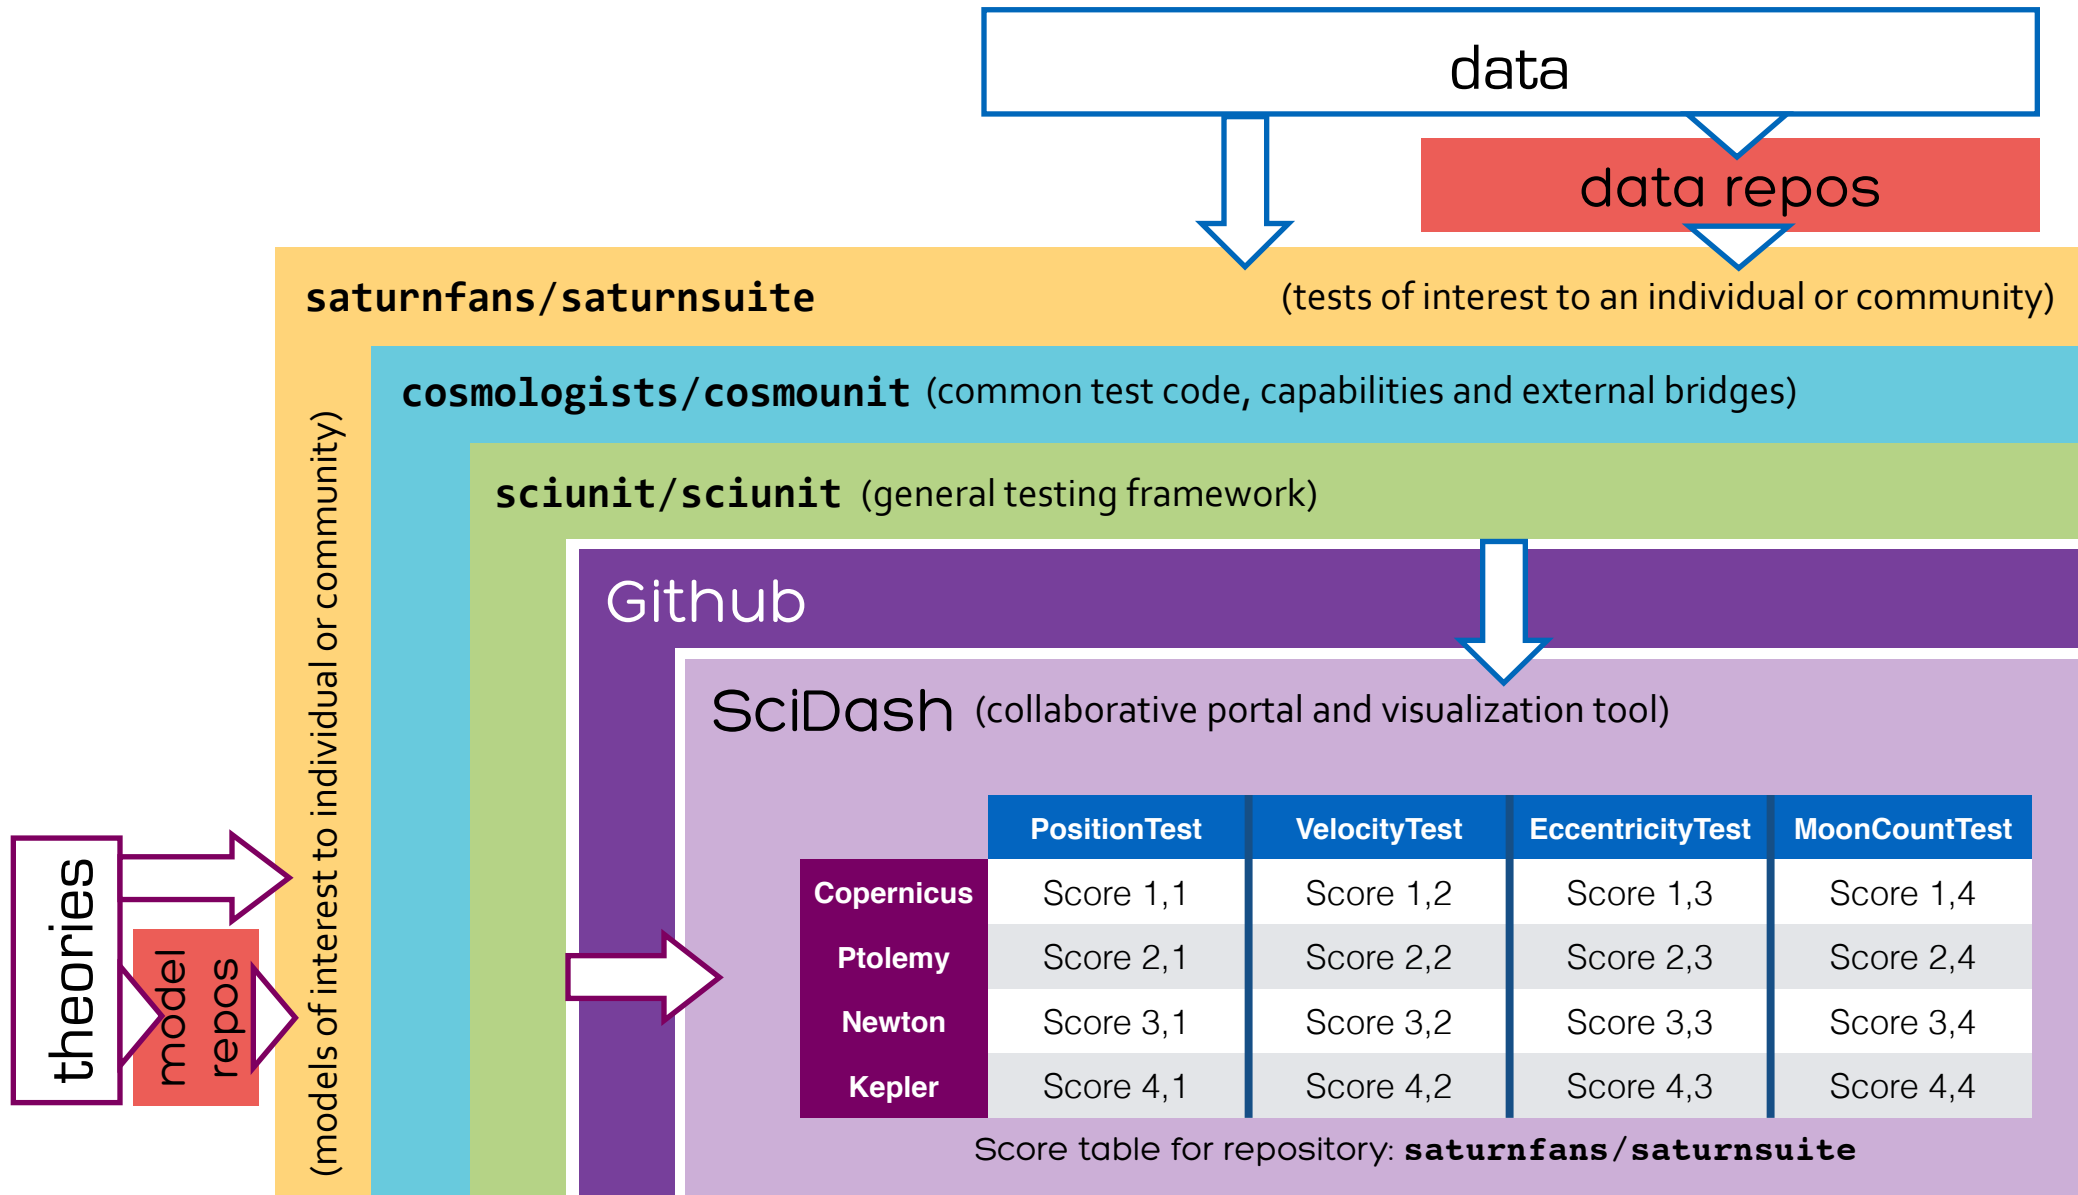 data
data repos
saturnfans/saturnsuite (tests of interest to an individual or community)
cosmologists/cosmounit (common test code, capabilities and external bridges)
sciunit/sciunit (general testing framework)
Github
SciDash (collaborative portal and visualization tool)
(models of interest to individual or community)
theories
model
repos
PositionTest VelocityTest EccentricityTest MoonCountTest
Copernicus Score 1,1 Score 1,2 Score 1,3 Score 1,4
Ptolemy Score 2,1 Score 2,2 Score 2,3 Score 2,4
Newton Score 3,1 Score 3,2 Score 3,3 Score 3,4
Kepler Score 4,1 Score 4,2 Score 4,3 Score 4,4
Score table for repository: saturnfans/saturnsuite